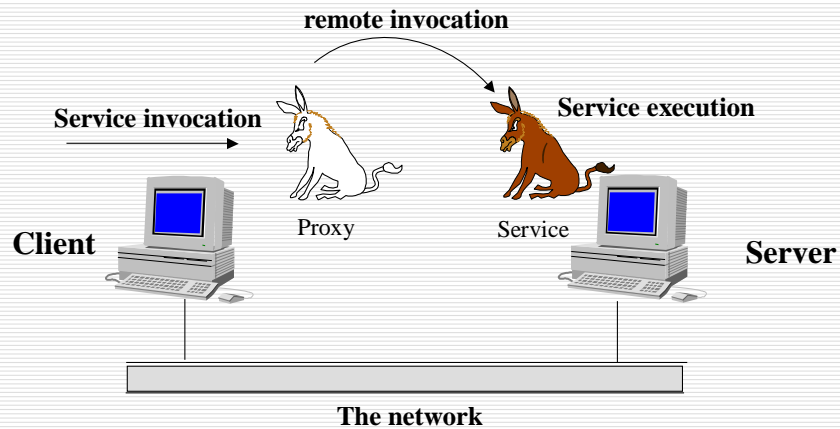 remote invocation
Service invocation
Service execution
Proxy
Service
Client
Server
The network